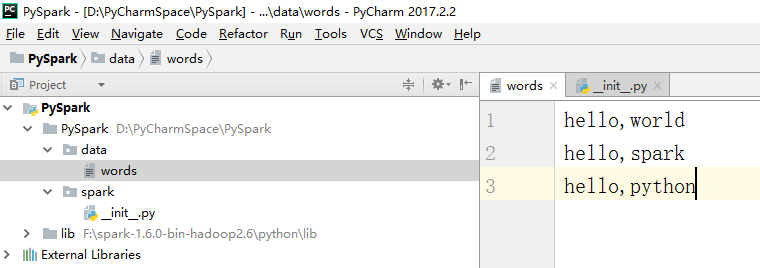 PySpark - [D:\PyCharmSpace\PySpark] - ...\data\words - PyCharm 2017.2.2
File Edit View Navigate Code Refactor Run Tools VCS Window Help
PySpark data words
Project
words
__init__.py
PySpark
PySpark D:\PyCharmSpace\PySpark
data
words
spark
__init__.py
lib F:\spark-1.6.0-bin-hadoop2.6\python\lib
External Libraries
1 hello,world
2 hello,spark
3 hello,python